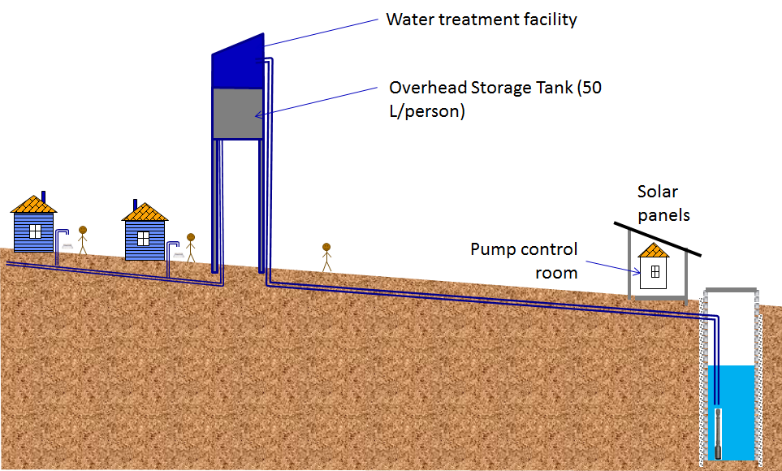 Water treatment facility
Overhead Storage Tank (50
L/person)
Solar
panels
Pump control
room